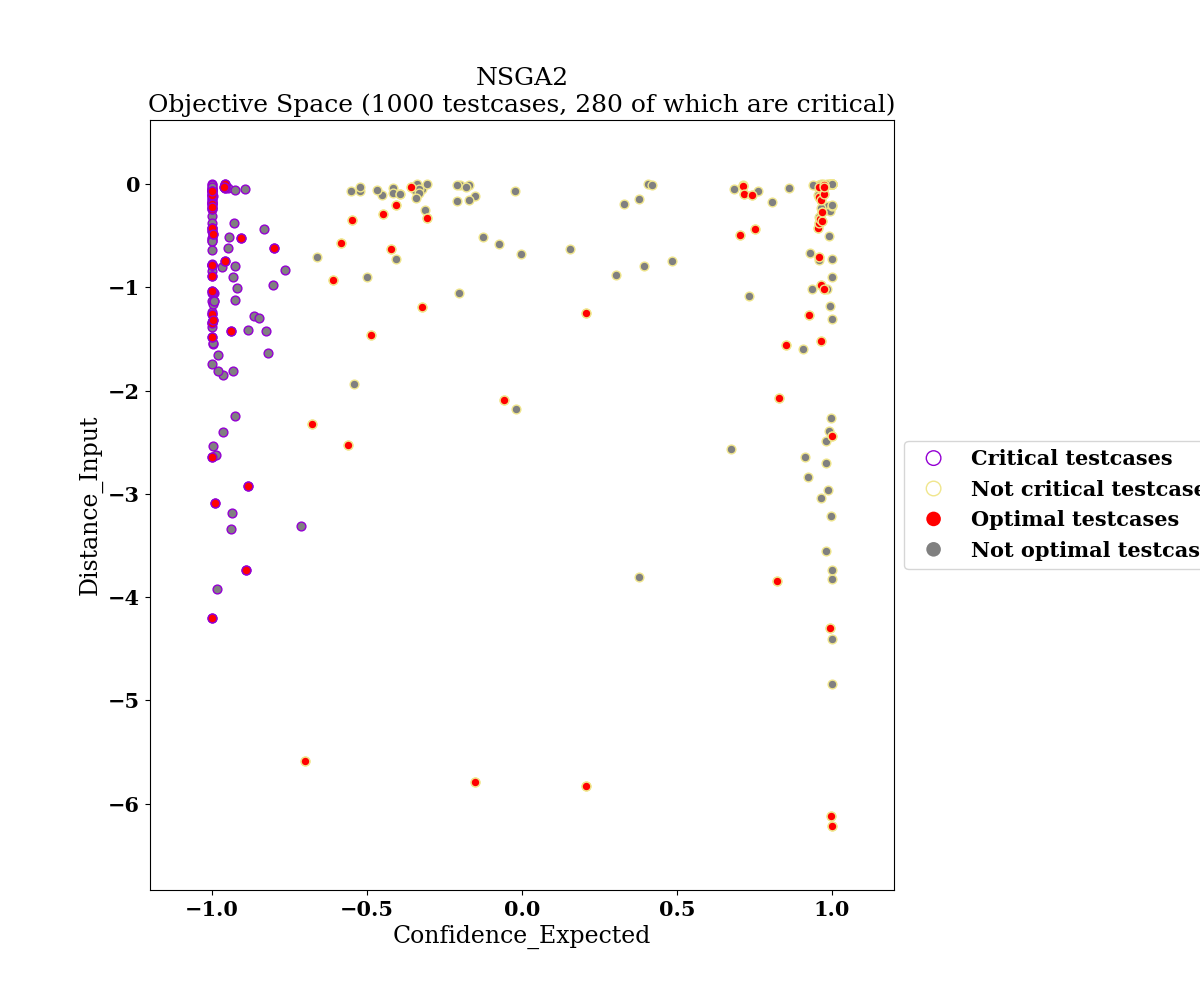 NSGA2
Objective Space (1000 testcases, 280 of which are critical)
0
−1
−2
−3
−4
−5
−6
Distance_Input
−1.0 −0.5 0.0 0.5 1.0
Confidence_Expected
Critical testcases
Not critical testcase
Optimal testcases
Not optimal testcas